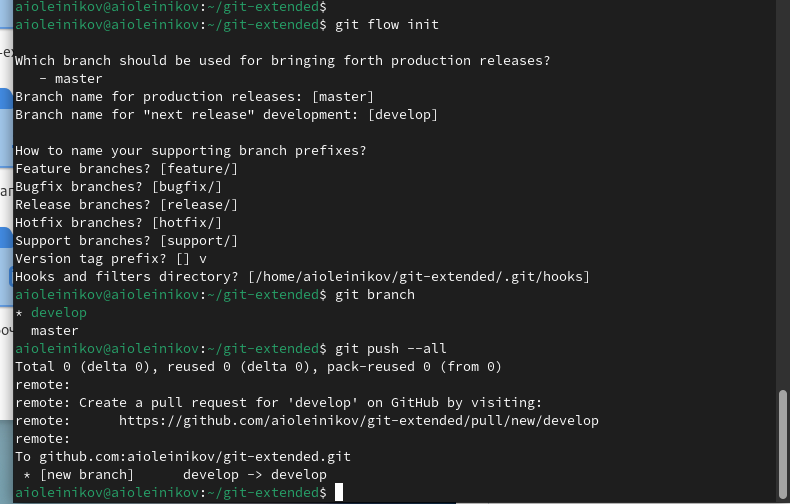 aioleinikov@aioleinikov:~/git-extended$
aioleinikov@aioleinikov:~/git-extended$ git flow init
Which branch should be used for bringing forth production releases?
   - master
Branch name for production releases: [master]
Branch name for "next release" development: [develop]
How to name your supporting branch prefixes?
Feature branches? [feature/]
Bugfix branches? [bugfix/]
Release branches? [release/]
Hotfix branches? [hotfix/]
Support branches? [support/]
Version tag prefix? [] v
Hooks and filters directory? [/home/aioleinikov/git-extended/.git/hooks]
aioleinikov@aioleinikov:~/git-extended$ git branch
* develop
  master
aioleinikov@aioleinikov:~/git-extended$ git push --all
Total 0 (delta 0), reused 0 (delta 0), pack-reused 0 (from 0)
remote:
remote: Create a pull request for 'develop' on GitHub by visiting:
remote:      https://github.com/aioleinikov/git-extended/pull/new/develop
remote:
To github.com:aioleinikov/git-extended.git
 * [new branch]      develop -> develop
aioleinikov@aioleinikov:~/git-extended$